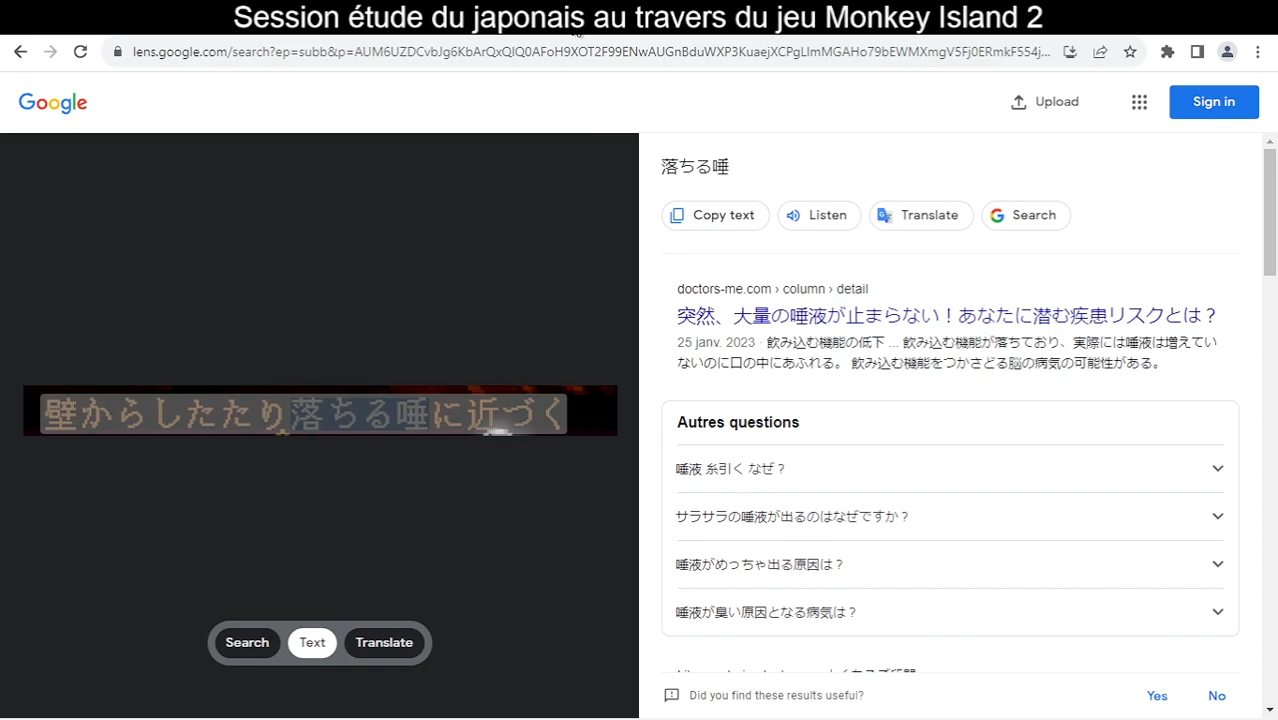 Session étude du japonais au travers du jeu Monkey Island 2
lens.google.com/search?ep=subb&p=AUM6UZDCvbJg6KbArQxQIQ0AFoH9XOT2F99ENwAUGnBduWXP3KuaejXCPgLImMGAHo79bEWMXmgV5Fj0ERmkF554j...
Google
Upload
Sign in
落ちる唾
Copy text
Listen
Translate
Search
doctors-me.com › column › detail
突然、大量の唾液が止まらない！あなたに潜む疾患リスクとは？
25 janv. 2023 · 飲み込む機能の低下 ... 飲み込む機能が落ちており、実際には唾液は増えてい
ないのに口の中にあふれる。 飲み込む機能をつかさどる脳の病気の可能性がある。
壁からしたたり落ちる唾に近づく
Autres questions
唾液 糸引く なぜ？
サラサラの唾液が出るのはなぜですか？
唾液がめっちゃ出る原因は？
唾液が臭い原因となる病気は？
Search
Text
Translate
Did you find these results useful?
Yes
No